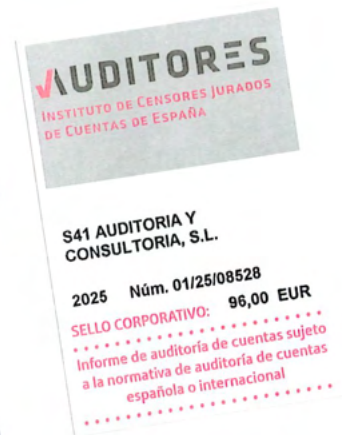 AUDITORES
INSTITUTO DE CENSORES JURADOS
DE CUENTAS DE ESPAÑA
S41 AUDITORIA Y
CONSULTORIA, S.L.
2025 Núm. 01/25/08528
SELLO CORPORATIVO: 96,00 EUR
Informe de auditoría de cuentas sujeto
a la normativa de auditoría de cuentas
española o internacional